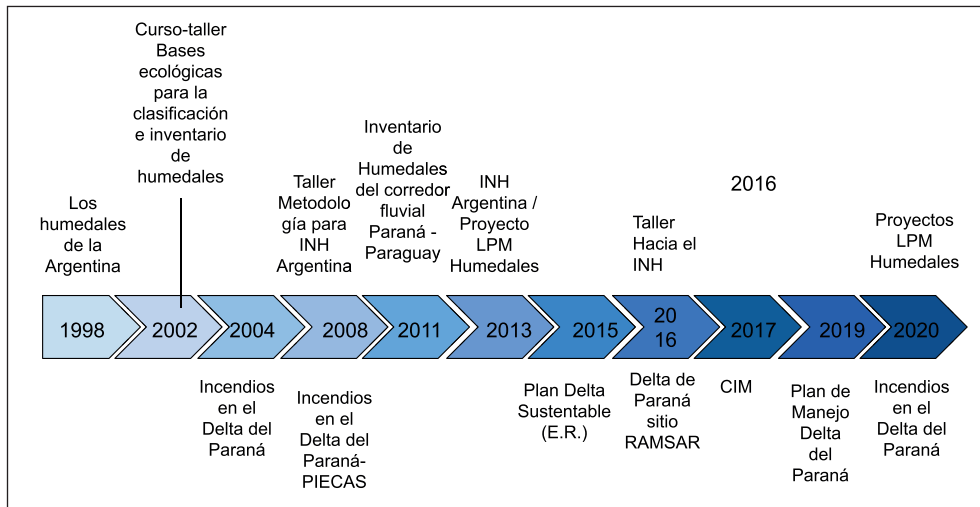 Curso-taller
Bases
ecológicas
para la
clasificación
e inventario
de
humedales
Los
humedales
de la
Argentina
Taller
Metodolo
gía para
INH
Argentina
Inventario
de
Humedales
del corredor
fluvial
Paraná -
Paraguay
INH
Argentina /
Proyecto
LPM
Humedales
2016
Taller
Hacia el
INH
Proyectos
LPM
Humedales
1998
2002
2004
2008
2011
2013
2015
20
16
2017
2019
2020
Incendios
en el
Delta del
Paraná
Incendios
en el
Delta del
Paraná-
PIECAS
Plan Delta
Sustentable
(E.R.)
Delta de
Paraná
sitio
RAMSAR
CIM
Plan de
Manejo
Delta
del
Paraná
Incendios
en el
Delta del
Paraná